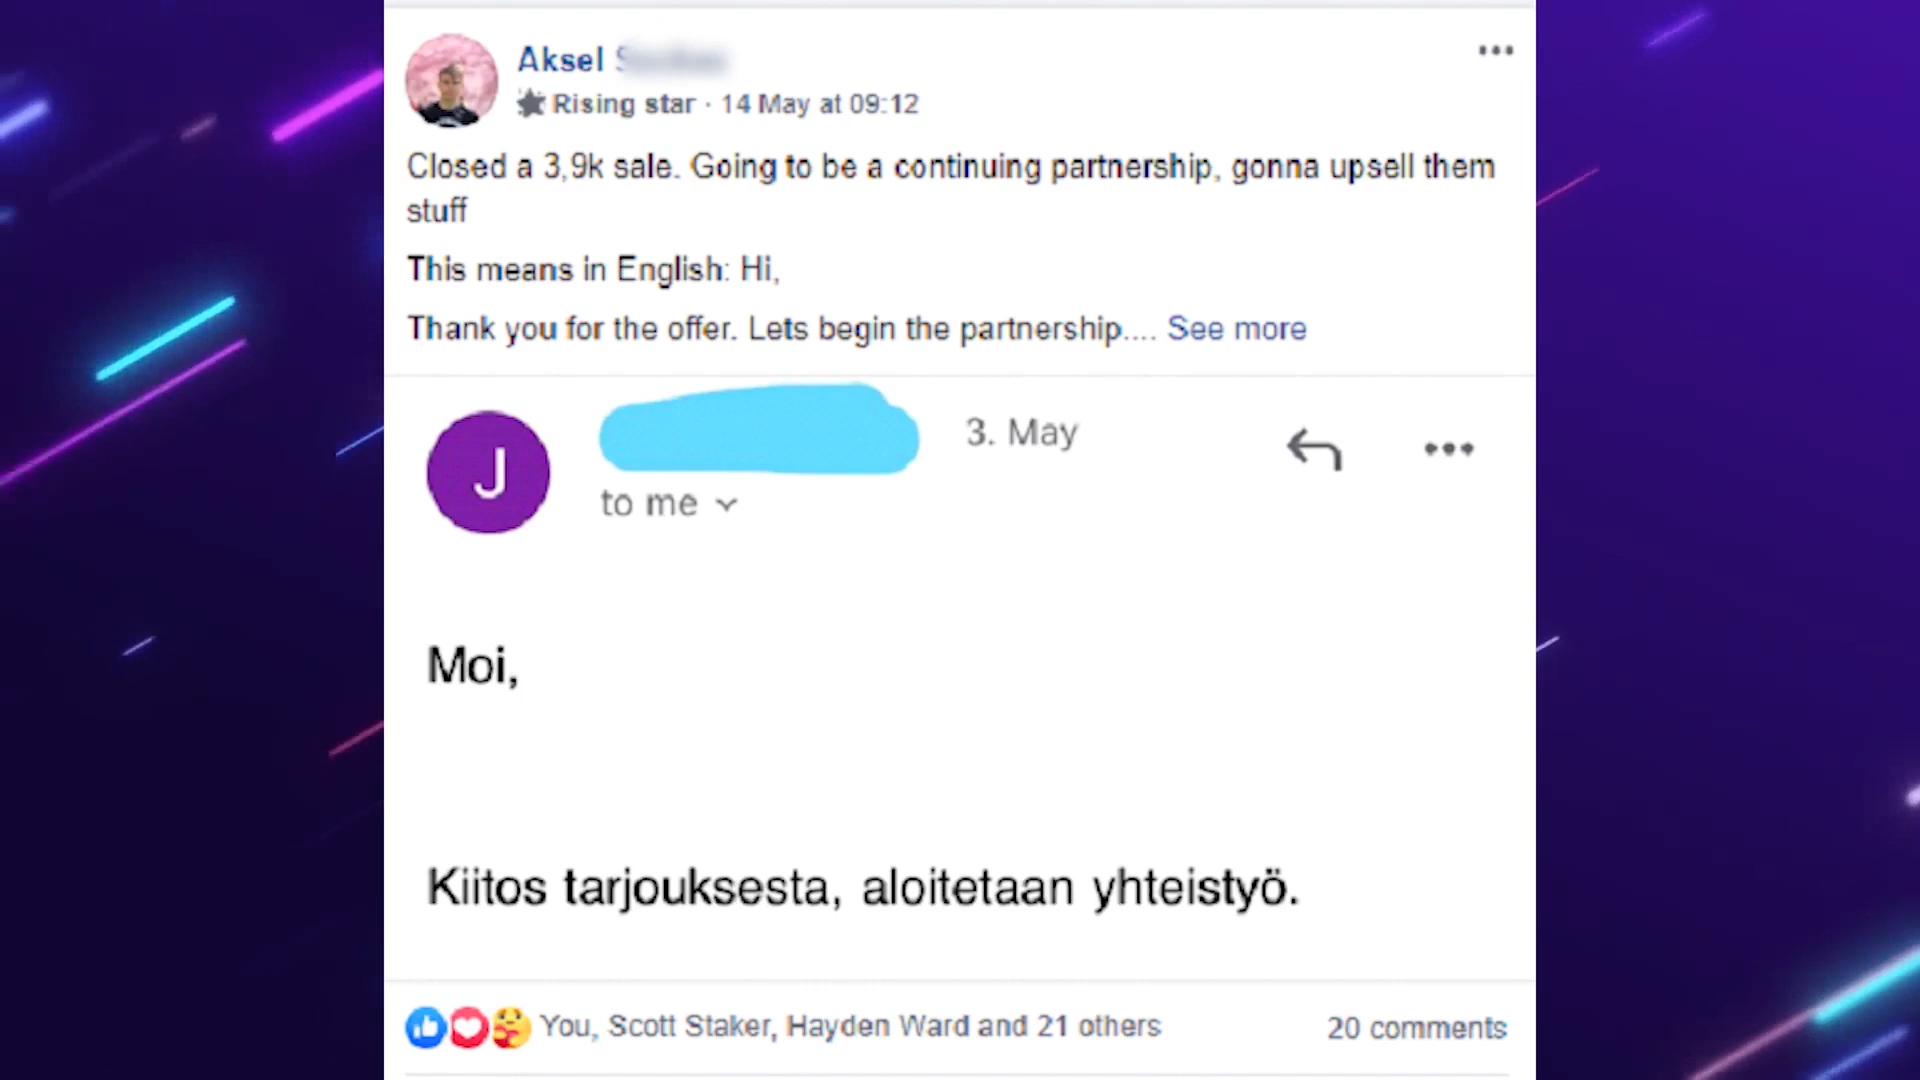 Aksel
Rising star · 14 May at 09:12
Closed a 3,9k sale. Going to be a continuing partnership, gonna upsell them
stuff
This means in English: Hi,
Thank you for the offer. Lets begin the partnership.... See more
J
3. May
to me
Moi,
Kiitos tarjouksesta, aloitetaan yhteistyö.
You, Scott Staker, Hayden Ward and 21 others
20 comments